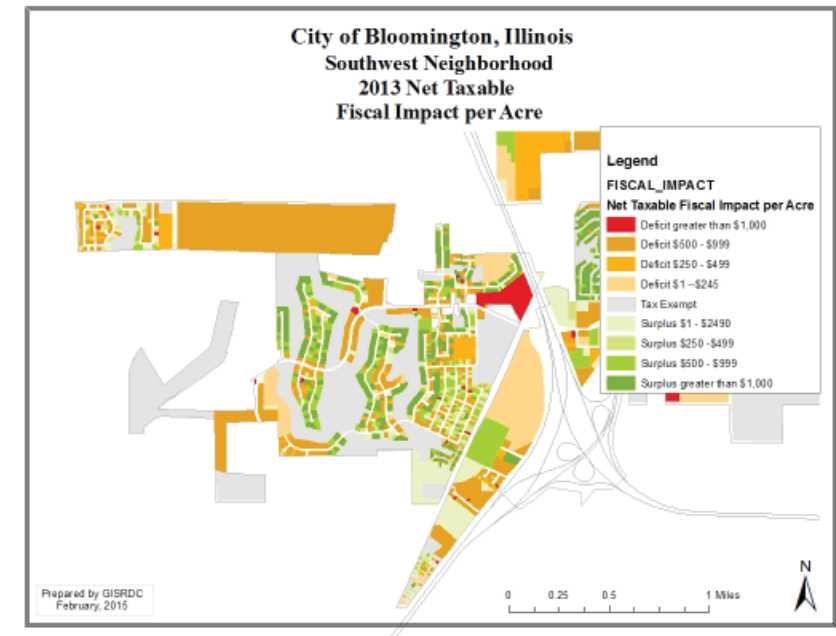 City of Bloomington, Illinois
Southwest Neighborhood
2013 Net Taxable
Fiscal Impact per Acre
Legend
FISCAL_IMPACT
Net Taxable Fiscal Impact per Acre
Deficit greater than $1,000
Deficit $500 - $999
Deficit $250 - $499
Deficit $1 --$245
Tax Exempt
Surplus $1 - $2490
Surplus $250 -$499
Surplus $500 - $999
Surplus greater than $1,000
Prepared by GISRDC
February, 2015
0 0.25 0.5 1 Miles
N